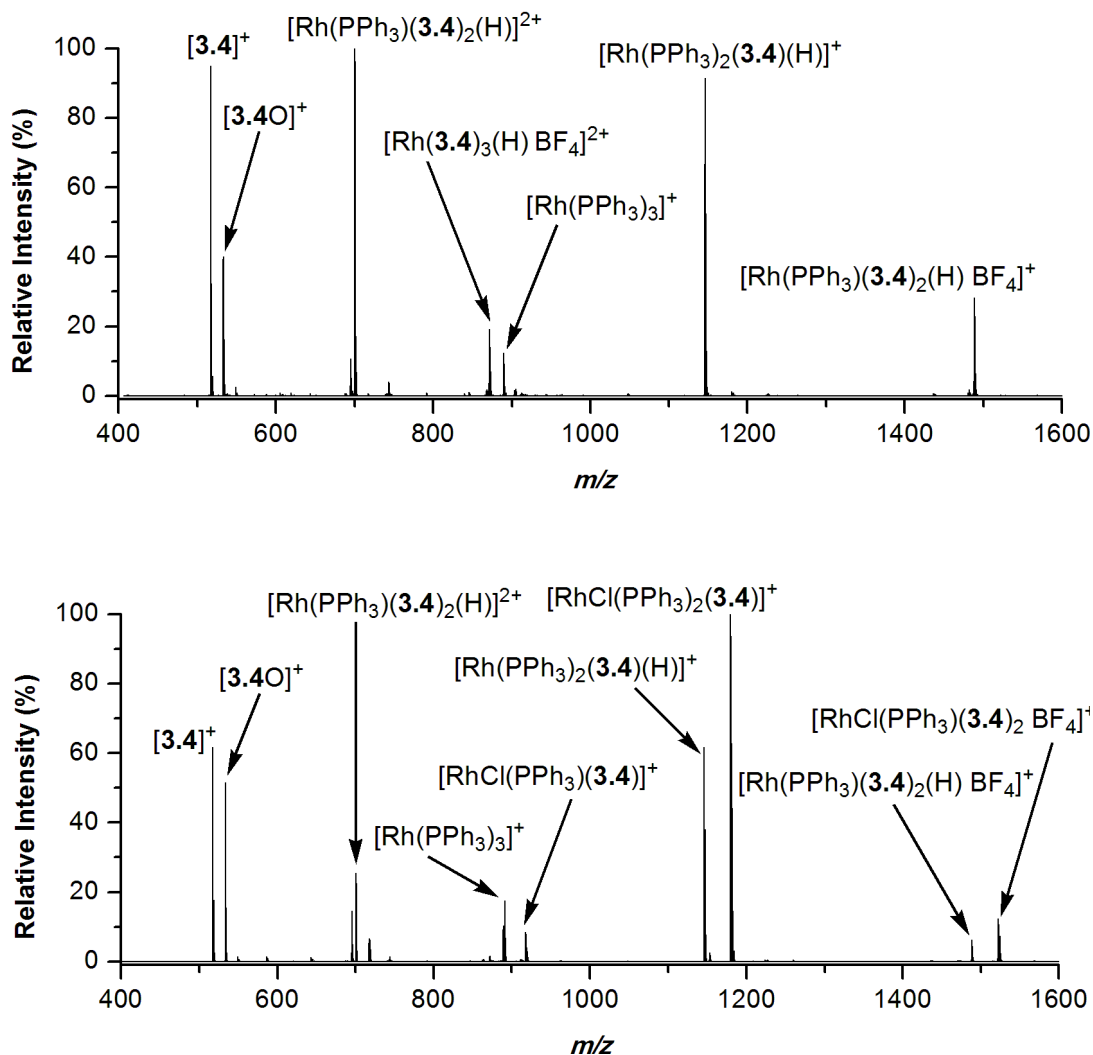 [Rh(PPh₃)(3.4)₂(H)]²⁺
[3.4]⁺
[Rh(PPh₃)₂(3.4)(H)]⁺
[3.4O]⁺
[Rh(3.4)₃(H) BF₄]²⁺
[Rh(PPh₃)₃]⁺
[Rh(PPh₃)(3.4)₂(H) BF₄]⁺
Relative Intensity (%)
100
80
60
40
20
0
400 600 800 1000 1200 1400 1600
m/z
[Rh(PPh₃)(3.4)₂(H)]²⁺
[RhCl(PPh₃)₂(3.4)]⁺
[3.4O]⁺
[Rh(PPh₃)₂(3.4)(H)]⁺
[3.4]⁺
[RhCl(PPh₃)(3.4)₂ BF₄]⁺
[RhCl(PPh₃)(3.4)]⁺
[Rh(PPh₃)(3.4)₂(H) BF₄]⁺
[Rh(PPh₃)₃]⁺
Relative Intensity (%)
100
80
60
40
20
0
400 600 800 1000 1200 1400 1600
m/z